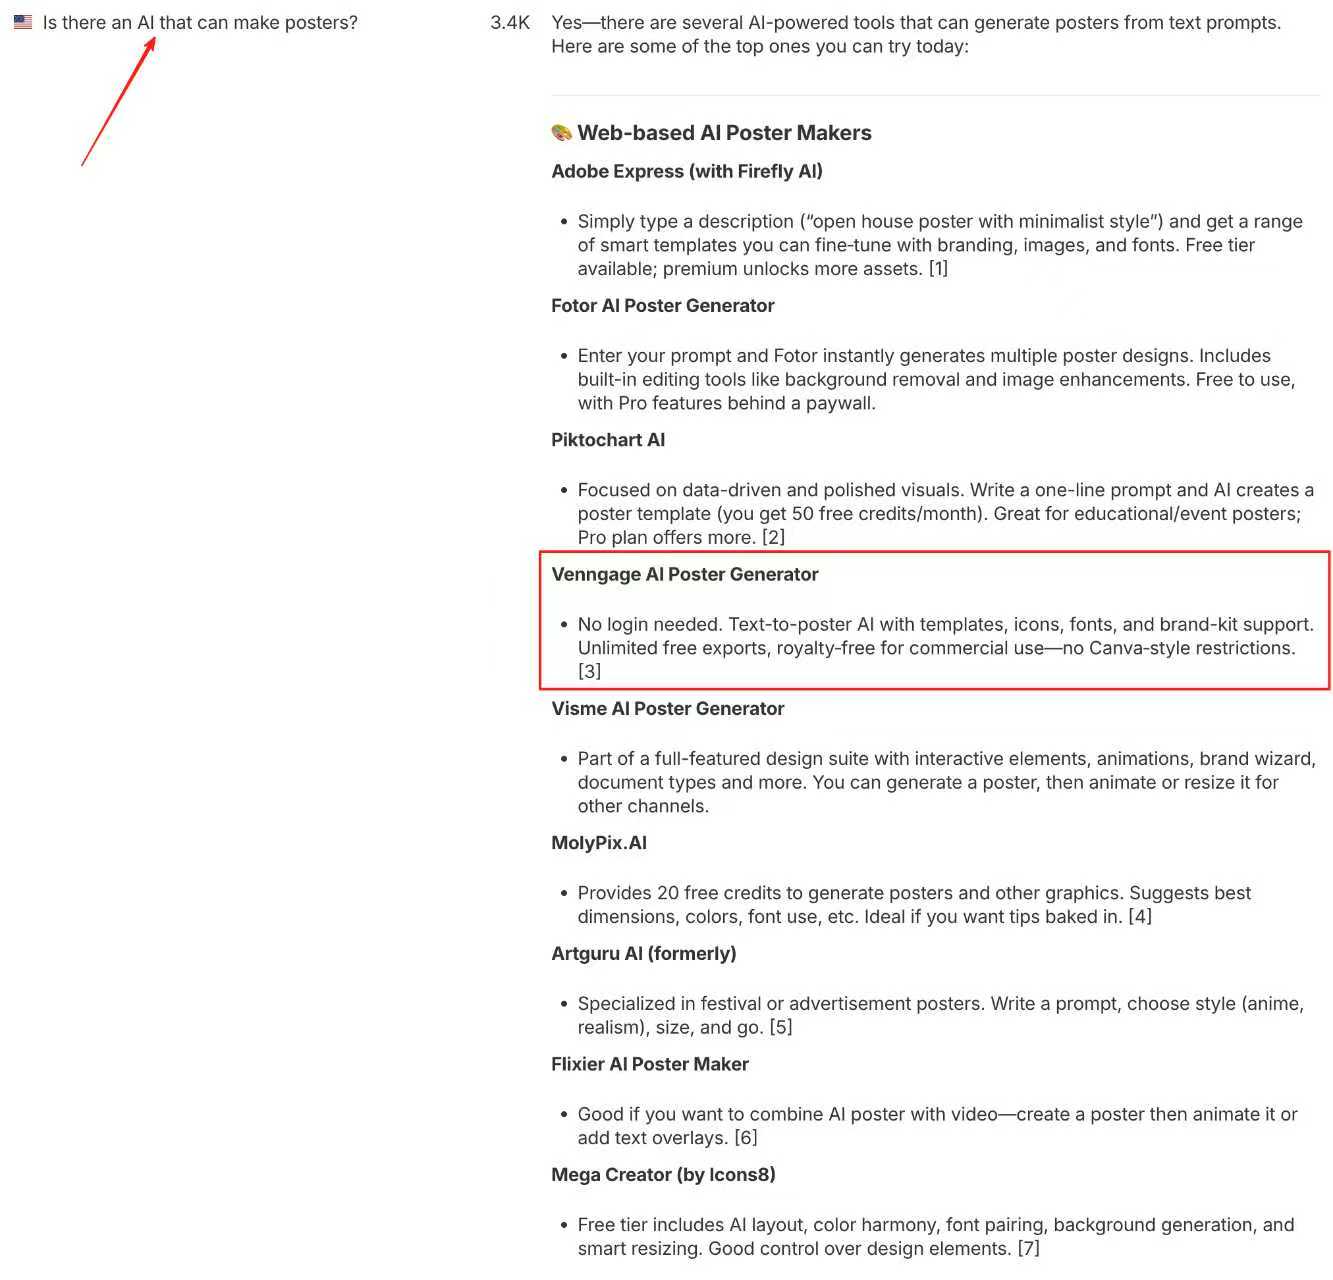 Is there an AI that can make posters?
3.4K
Yes—there are several AI-powered tools that can generate posters from text prompts.
Here are some of the top ones you can try today:
🎨 Web-based AI Poster Makers
Adobe Express (with Firefly AI)
• Simply type a description (“open house poster with minimalist style”) and get a range
of smart templates you can fine-tune with branding, images, and fonts. Free tier
available; premium unlocks more assets. [1]
Fotor AI Poster Generator
• Enter your prompt and Fotor instantly generates multiple poster designs. Includes
built-in editing tools like background removal and image enhancements. Free to use,
with Pro features behind a paywall.
Piktochart AI
• Focused on data-driven and polished visuals. Write a one-line prompt and AI creates a
poster template (you get 50 free credits/month). Great for educational/event posters;
Pro plan offers more. [2]
Venngage AI Poster Generator
• No login needed. Text-to-poster AI with templates, icons, fonts, and brand-kit support.
Unlimited free exports, royalty-free for commercial use—no Canva-style restrictions.
[3]
Visme AI Poster Generator
• Part of a full-featured design suite with interactive elements, animations, brand wizard,
document types and more. You can generate a poster, then animate or resize it for
other channels.
MolyPix.AI
• Provides 20 free credits to generate posters and other graphics. Suggests best
dimensions, colors, font use, etc. Ideal if you want tips baked in. [4]
Artguru AI (formerly)
• Specialized in festival or advertisement posters. Write a prompt, choose style (anime,
realism), size, and go. [5]
Flixier AI Poster Maker
• Good if you want to combine AI poster with video—create a poster then animate it or
add text overlays. [6]
Mega Creator (by Icons8)
• Free tier includes AI layout, color harmony, font pairing, background generation, and
smart resizing. Good control over design elements. [7]